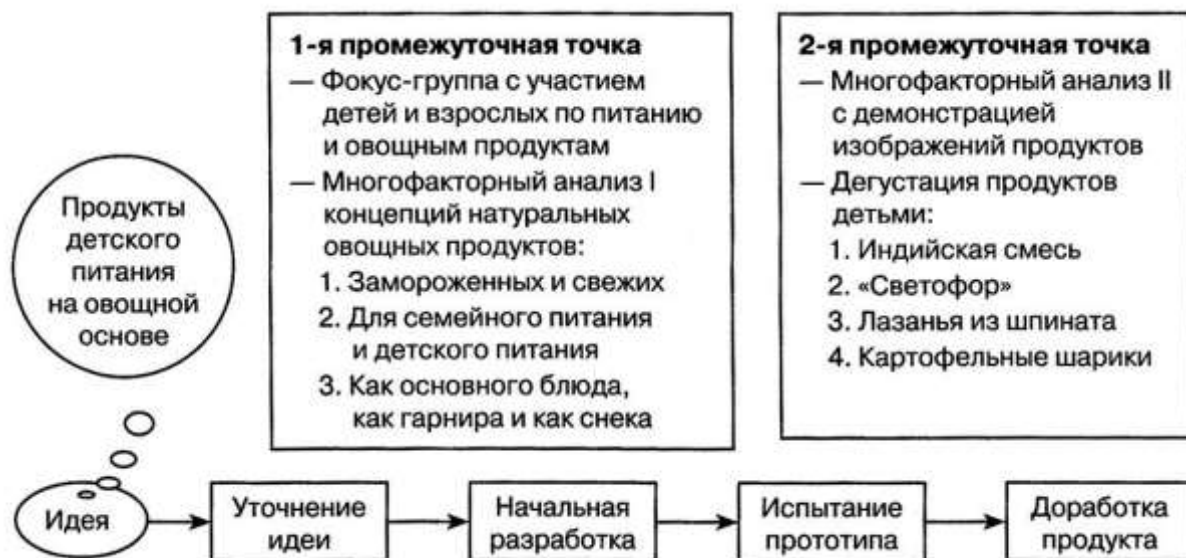 1-я промежуточная точка
— Фокус-группа с участием
детей и взрослых по питанию
и овощным продуктам
— Многофакторный анализ I
концепций натуральных
овощных продуктов:
1. Замороженных и свежих
2. Для семейного питания
и детского питания
3. Как основного блюда,
как гарнира и как снека
2-я промежуточная точка
— Многофакторный анализ II
с демонстрацией
изображений продуктов
— Дегустация продуктов
детьми:
1. Индийская смесь
2. «Светофор»
3. Лазанья из шпината
4. Картофельные шарики
Продукты
детского
питания
на овощной
основе
Идея
Уточнение
идеи
Начальная
разработка
Испытание
прототипа
Доработка
продукта